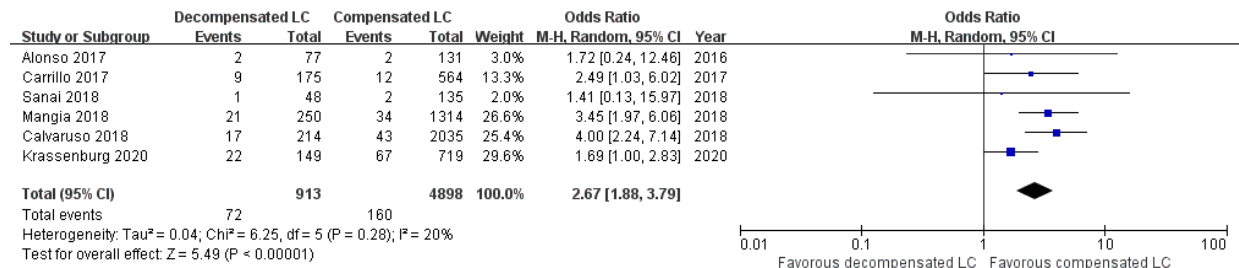 Decompensated LC Compensated LC Odds Ratio Odds Ratio
Study or Subgroup Events Total Events Total Weight M-H, Random, 95% CI Year M-H, Random, 95% CI
Alonso 2017 2 77 2 131 3.0% 1.72 [0.24, 12.46] 2016
Carrillo 2017 9 175 12 564 13.3% 2.49 [1.03, 6.02] 2017
Sanai 2018 1 48 2 135 2.0% 1.41 [0.13, 15.97] 2018
Mangia 2018 21 250 34 1314 26.6% 3.45 [1.97, 6.06] 2018
Calvaruso 2018 17 214 43 2035 25.4% 4.00 [2.24, 7.14] 2018
Krassenburg 2020 22 149 67 719 29.6% 1.69 [1.00, 2.83] 2020
Total (95% CI) 913 4898 100.0% 2.67 [1.88, 3.79]
Total events 72 160
Heterogeneity: Tau² = 0.04; Chi² = 6.25, df = 5 (P = 0.28); I² = 20%
Test for overall effect: Z = 5.49 (P < 0.00001)
0.01 0.1 1 10 100
Favorous decompensated LC Favorous compensated LC